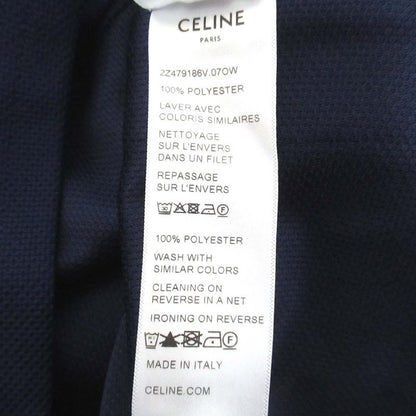 CELINE
PARIS
2Z479186V.07OW
100% POLYESTER
LAVER AVEC
COLORIS SIMILAIRES
NETTOYAGE
SUR L'ENVERS
DANS UN FILET
REPASSAGE
SUR L'ENVERS
100% POLYESTER
WASH WITH
SIMILAR COLORS
CLEANING ON
REVERSE IN A NET
IRONING ON REVERSE
MADE IN ITALY
CELINE.COM